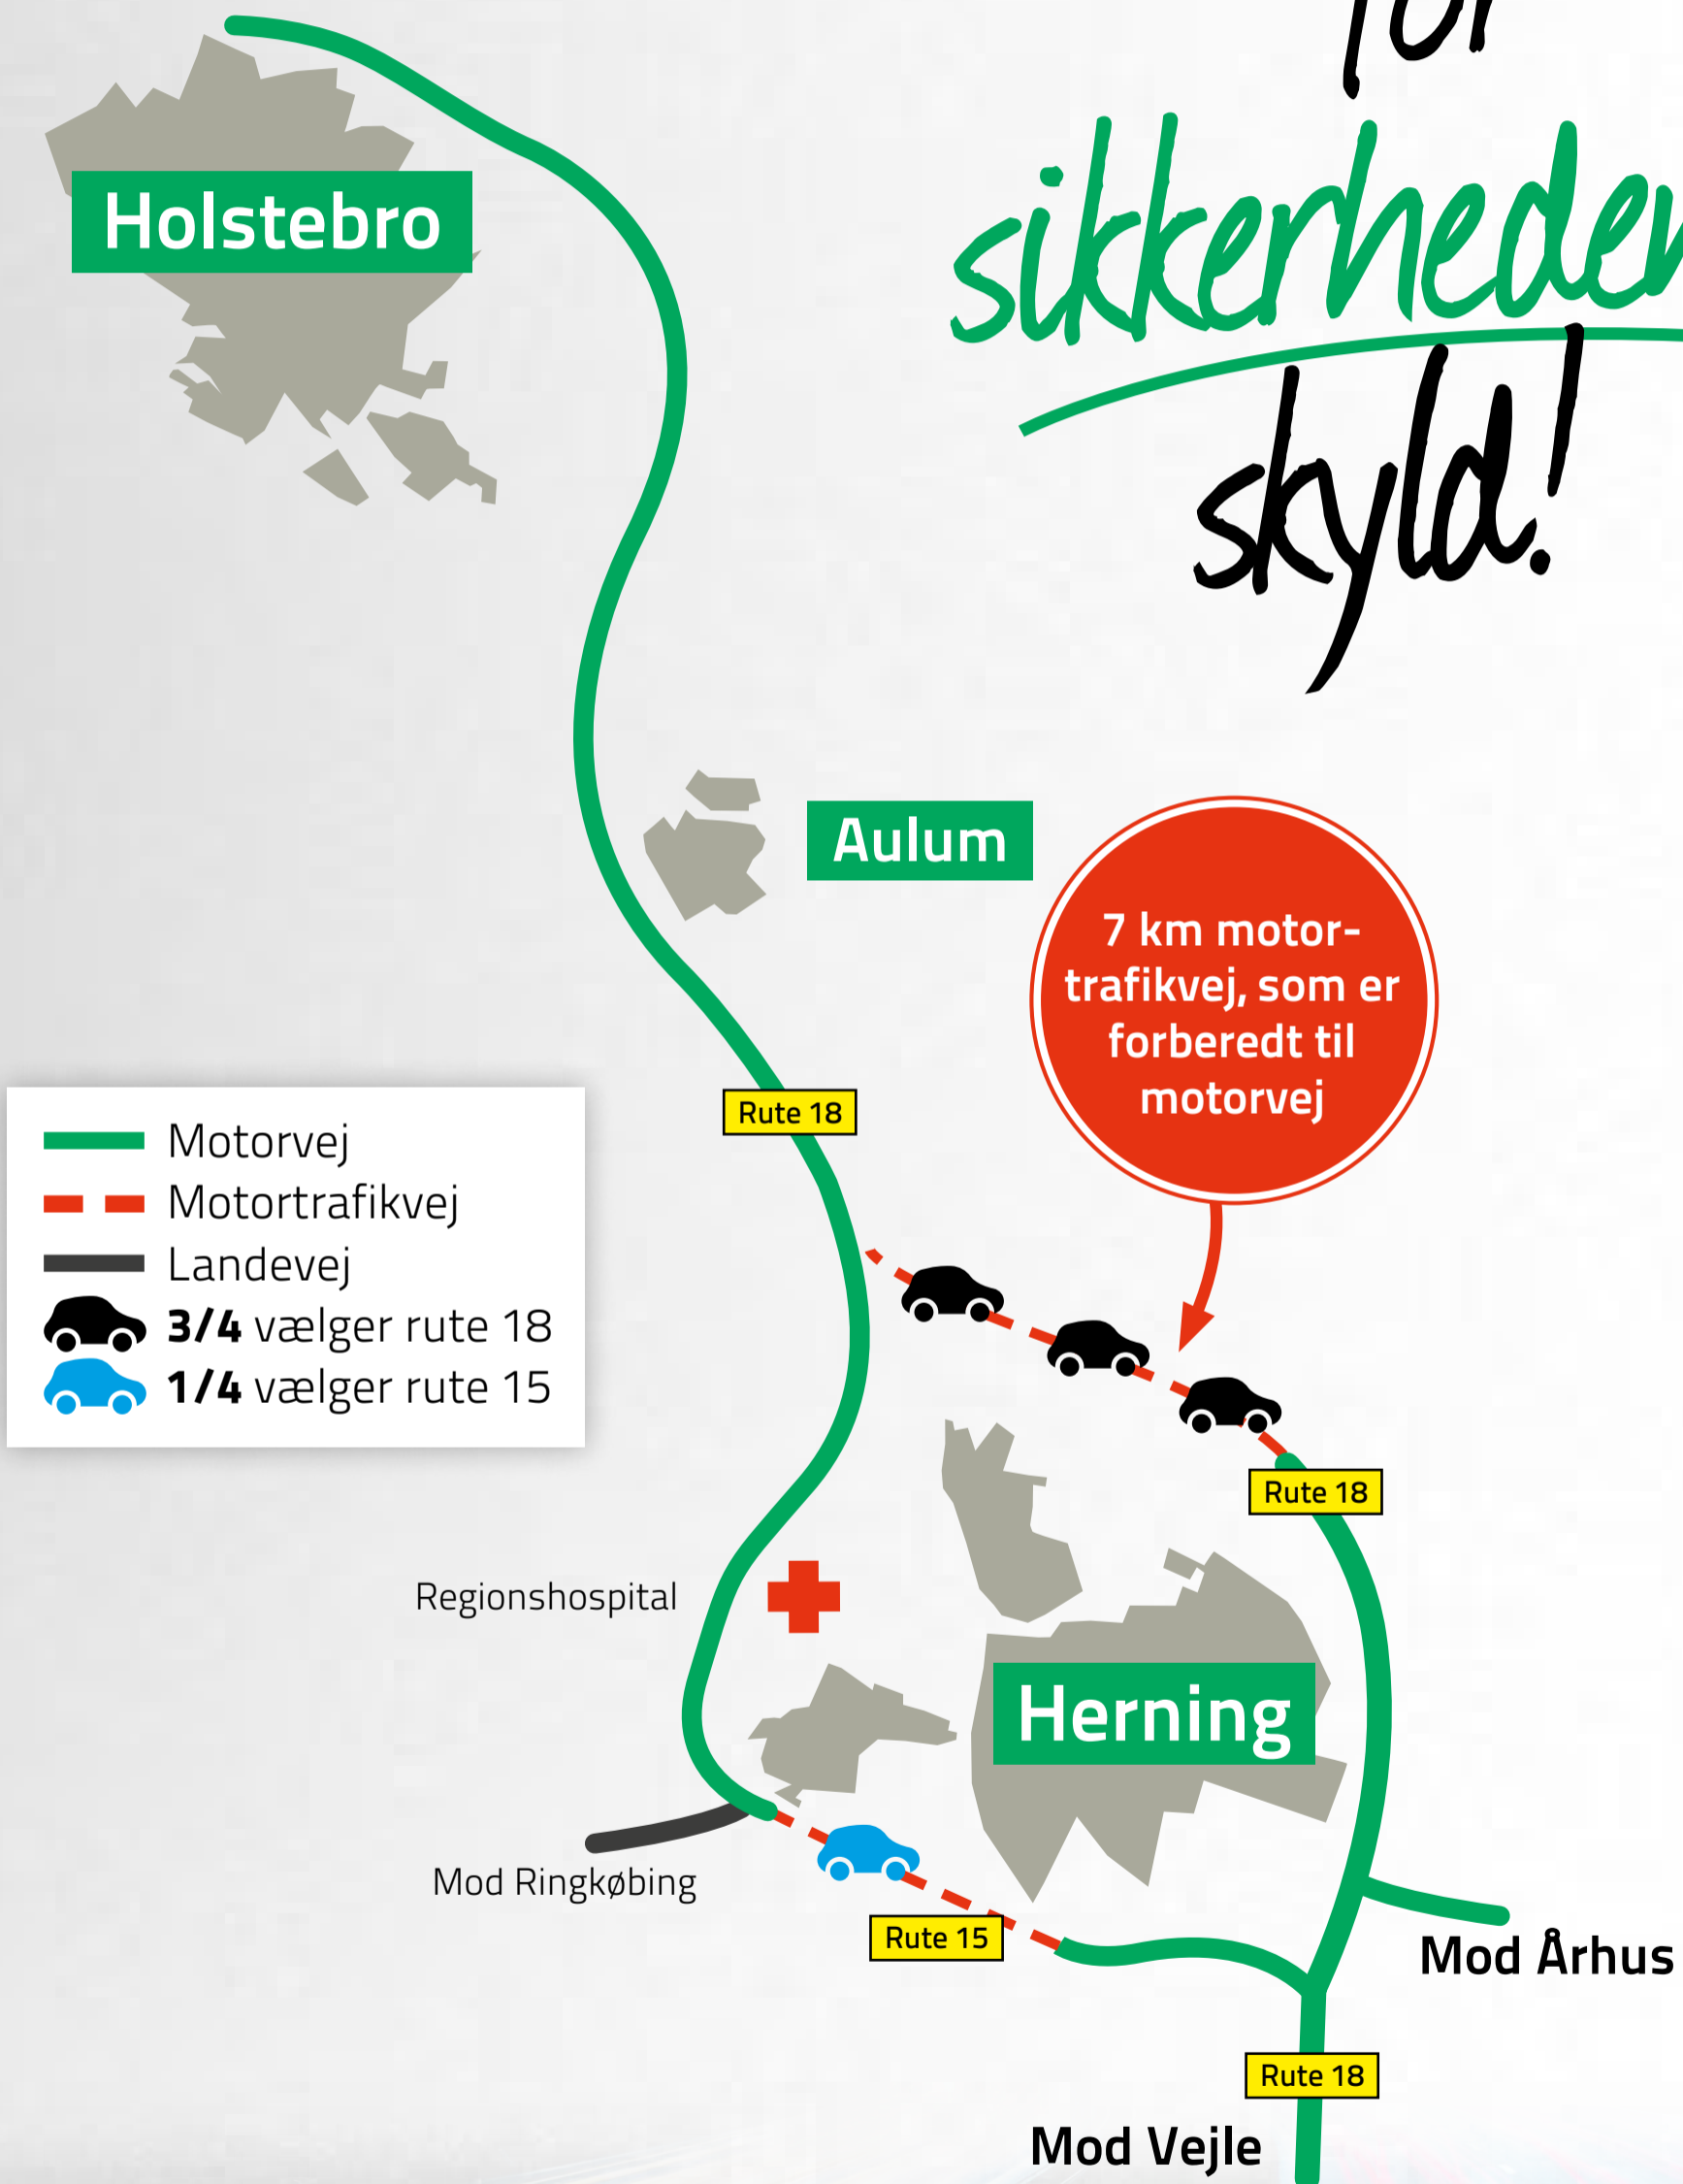 for
sikkerheden
skyld!
Holstebro
Aulum
7 km motor-
trafikvej, som er
forberedt til
motorvej
Rute 18
Motorvej
Motortrafikvej
Landevej
3/4 vælger rute 18
1/4 vælger rute 15
Rute 18
Regionshospital
Herning
Mod Ringkøbing
Rute 15
Mod Århus
Rute 18
Mod Vejle